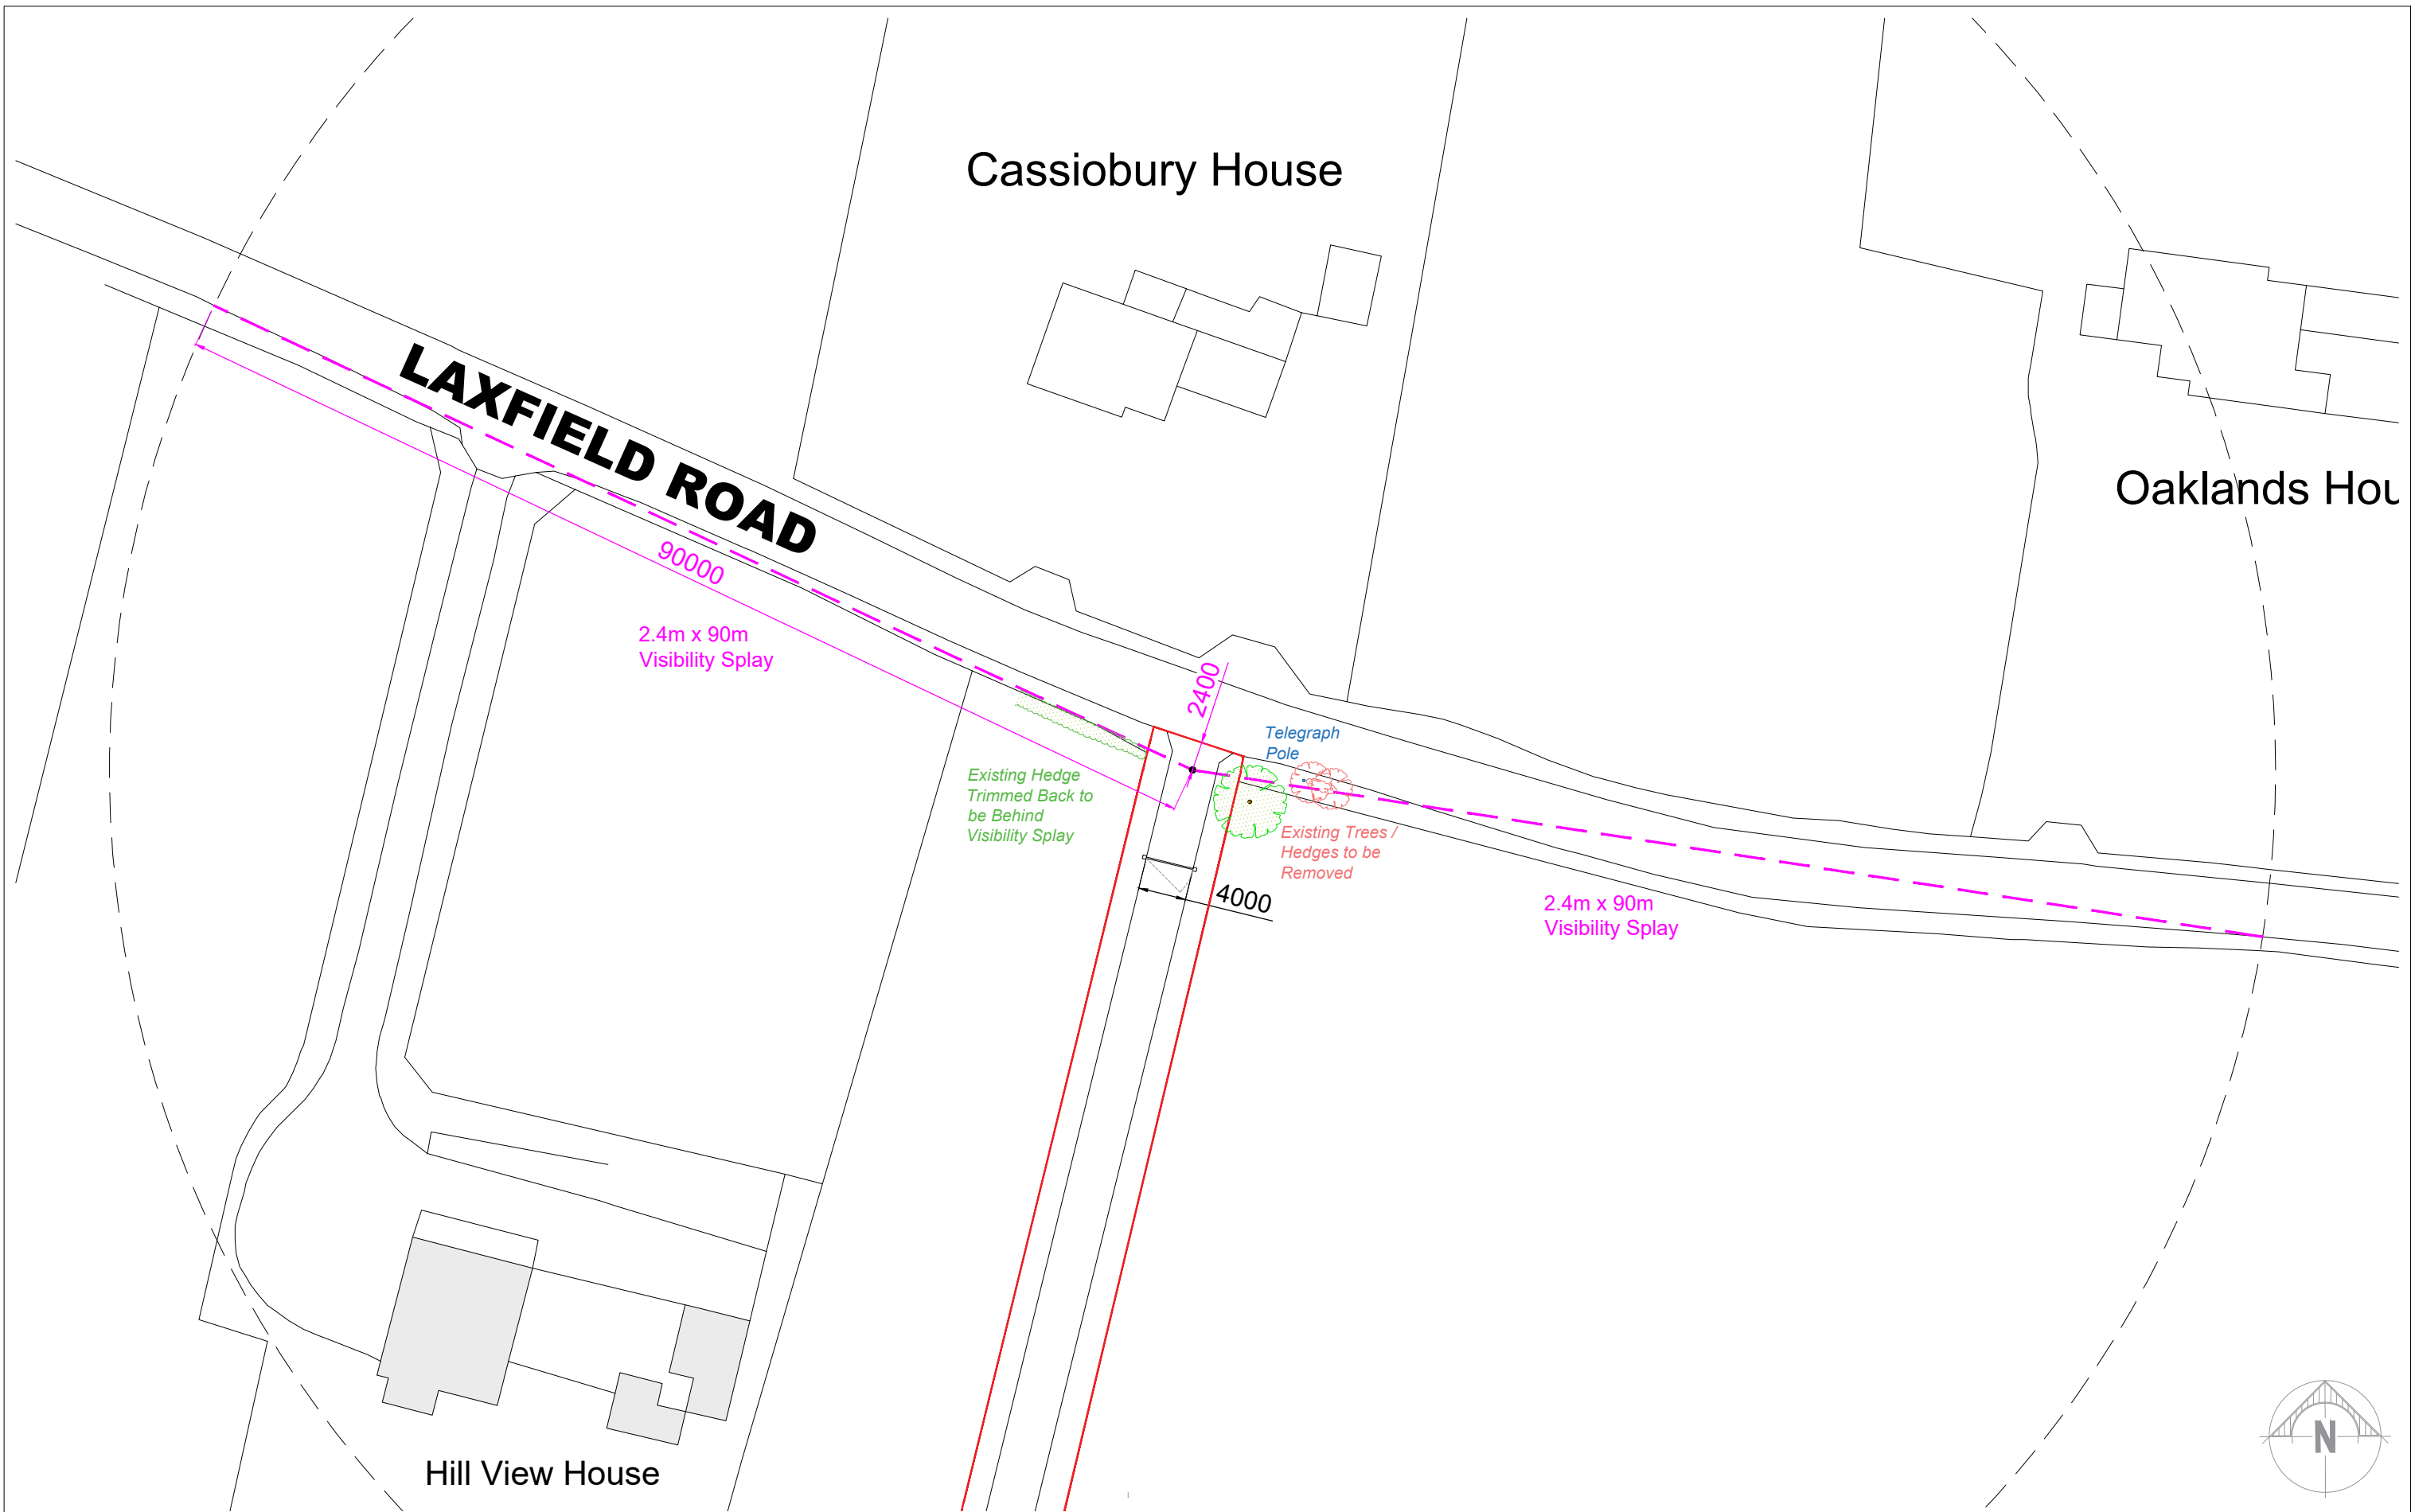 Cassiobury House
LAXFIELD ROAD
Oaklands Hou
90000
2.4m x 90m
Visibility Splay
2400
Telegraph
Pole
Existing Hedge
Trimmed Back to
be Behind
Visibility Splay
Existing Trees /
Hedges to be
Removed
4000
2.4m x 90m
Visibility Splay
N
Hill View House